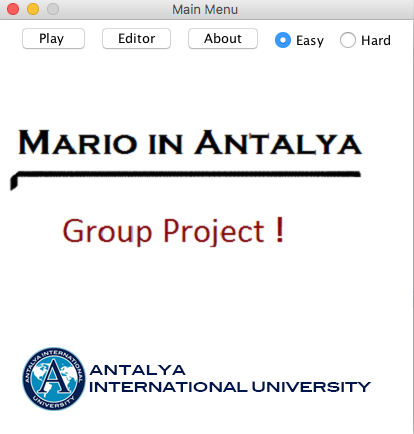 Main Menu
Play Editor About Easy Hard
MARIO IN ANTALYA
Group Project !
ANTALYA INTERNATIONAL UNIVERSITY
A
ANTALYA
INTERNATIONAL UNIVERSITY